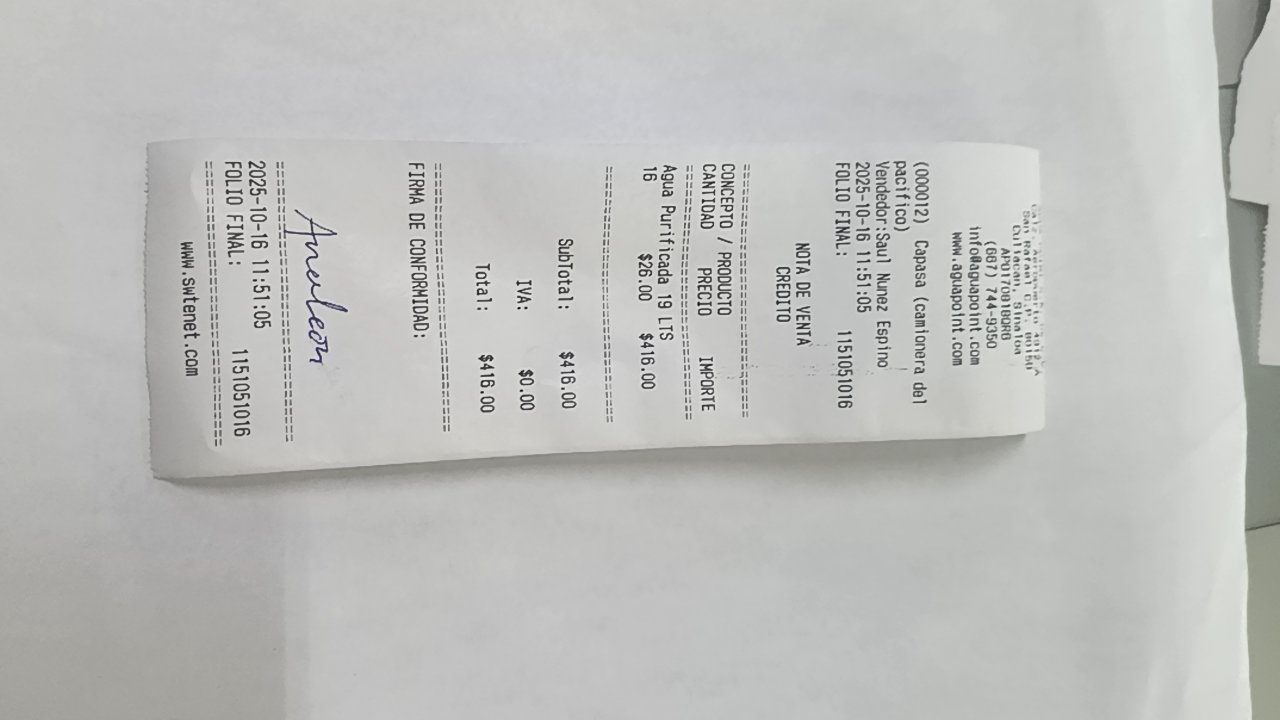 San Rafael C.P. 80150
Culiacan, Sinaloa
(667) 744-9350
info@aguapoint.com
www.aguapoint.com
(000012) Capasa (camionera del
pacifico)
Vendedor:Saul Nunez Espino
2025-10-16 11:51:05
FOLIO FINAL: 1151051016
NOTA DE VENTA
CREDITO
CONCEPTO / PRODUCTO
CANTIDAD PRECIO IMPORTE
Agua Purificada 19 LTS
16 $26.00 $416.00
SubTotal: $416.00
IVA: $0.00
Total: $416.00
FIRMA DE CONFORMIDAD:
2025-10-16 11:51:05
FOLIO FINAL: 1151051016
www.swtenet.com